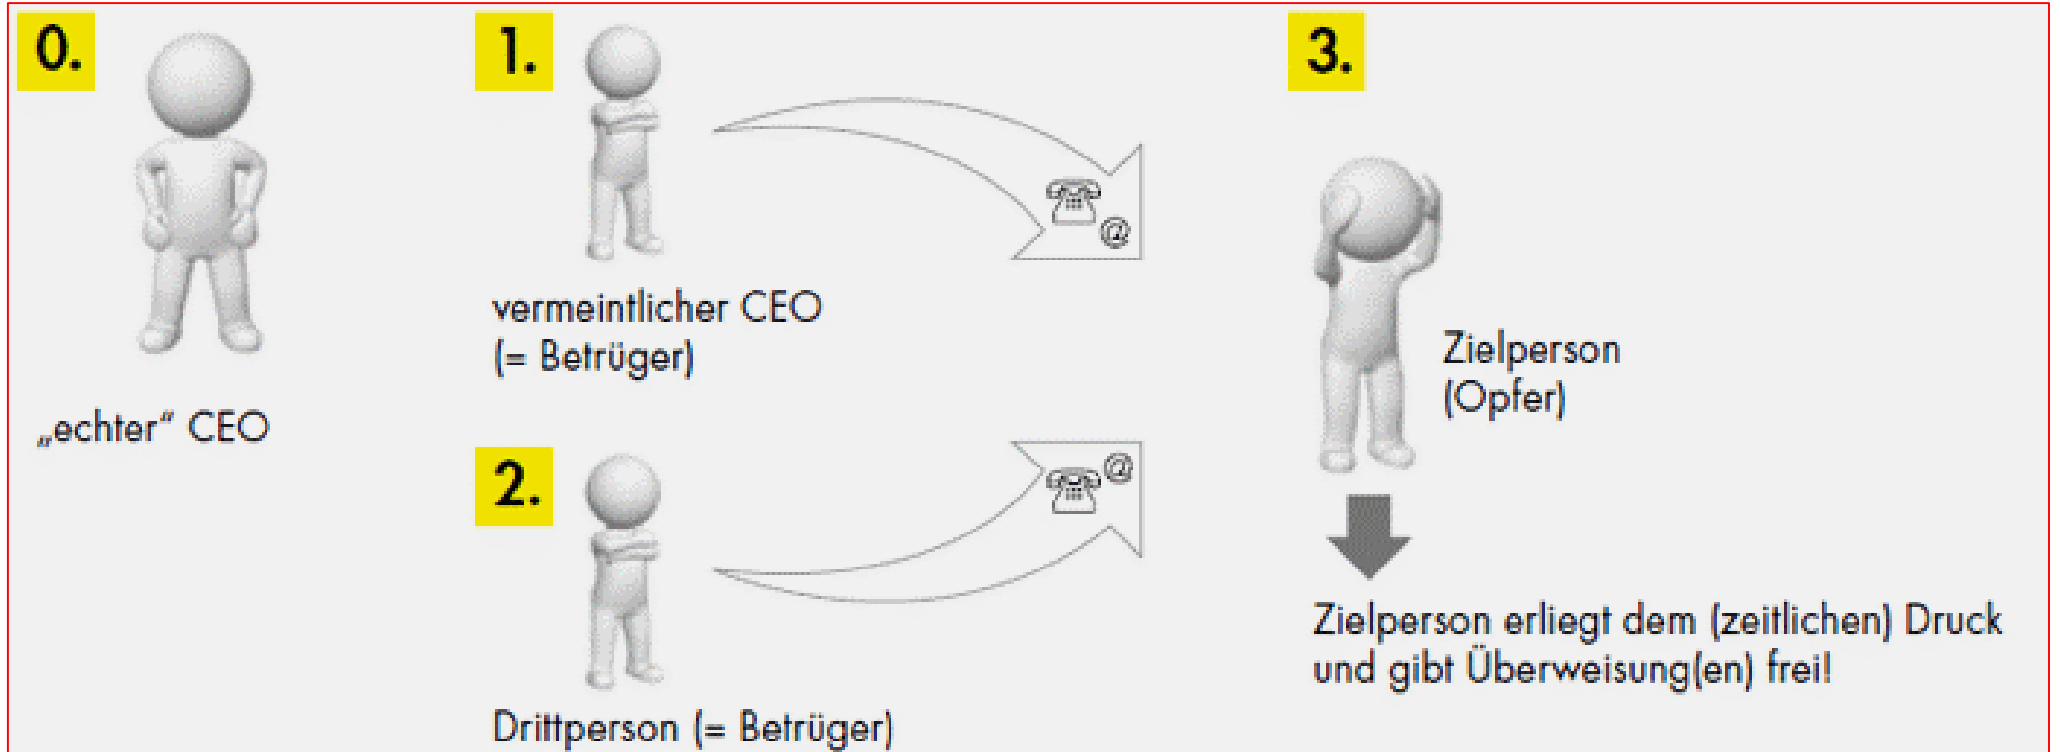 0.
„echter“ CEO
1.
vermeintlicher CEO
(= Betrüger)
@
2.
@
Drittperson (= Betrüger)
3.
Zielperson
(Opfer)
Zielperson erliegt dem (zeitlichen) Druck
und gibt Überweisung(en) frei!